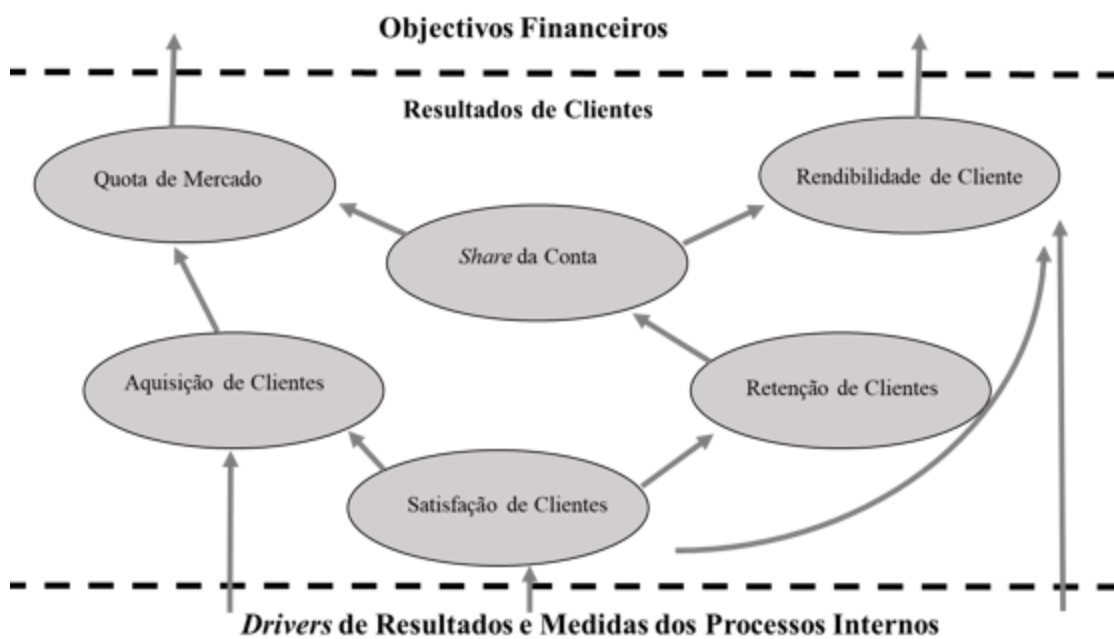 Objectivos Financeiros
Resultados de Clientes
Quota de Mercado
Rendibilidade de Cliente
Share da Conta
Aquisição de Clientes
Retenção de Clientes
Satisfação de Clientes
Drivers de Resultados e Medidas dos Processos Internos